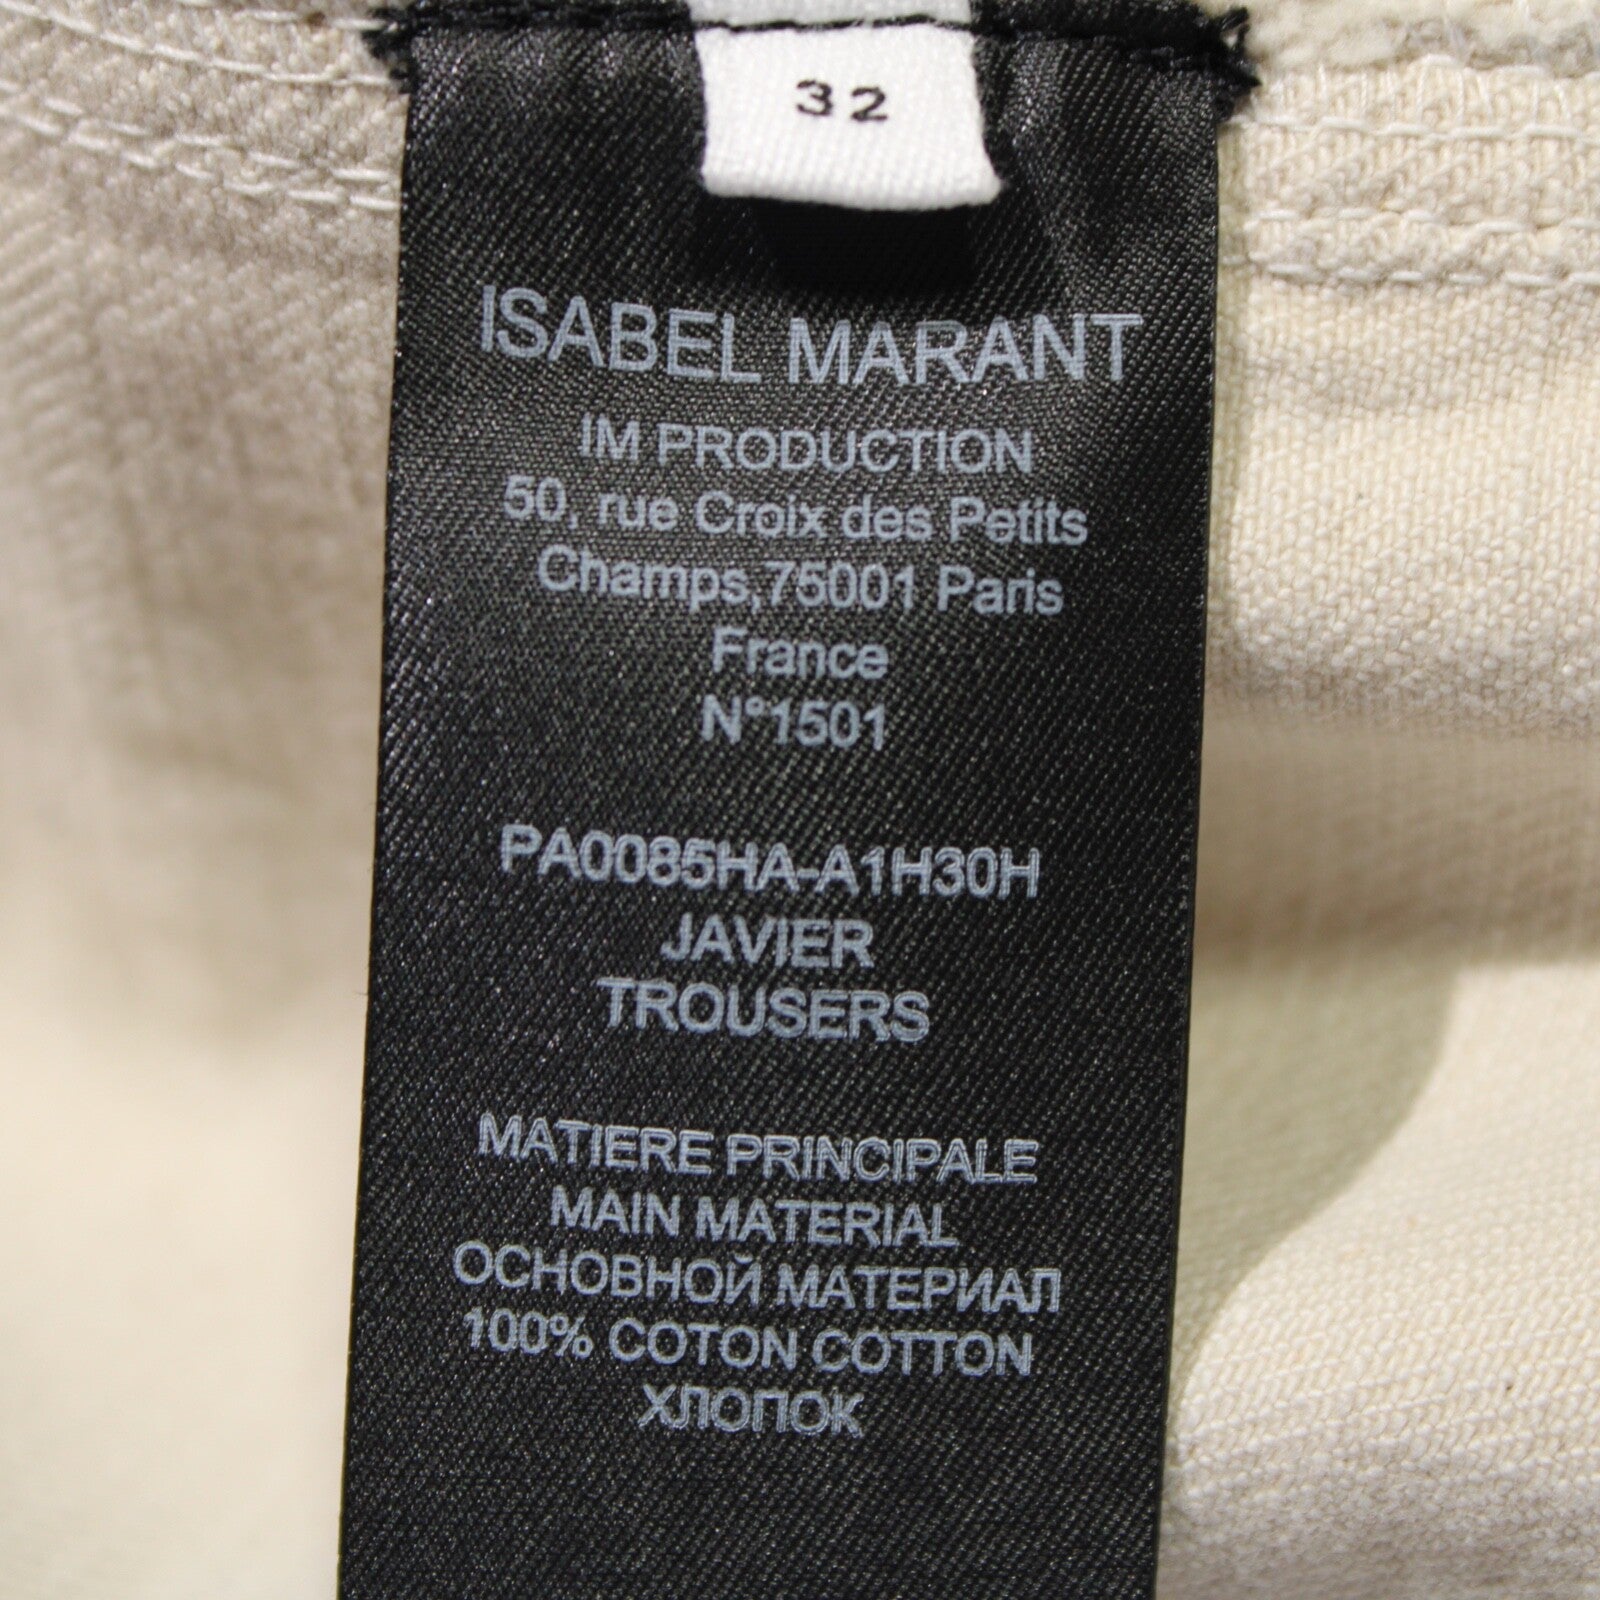 32
ISABEL MARANT
IM PRODUCTION
50, rue Croix des Petits
Champs,75001 Paris
France
N°1501
PA0085HA-A1H30H
JAVIER
TROUSERS
MATIERE PRINCIPALE
MAIN MATERIAL
ОСНОВНОЙ МАТЕРИАЛ
100% COTON COTTON
ХЛОПОК